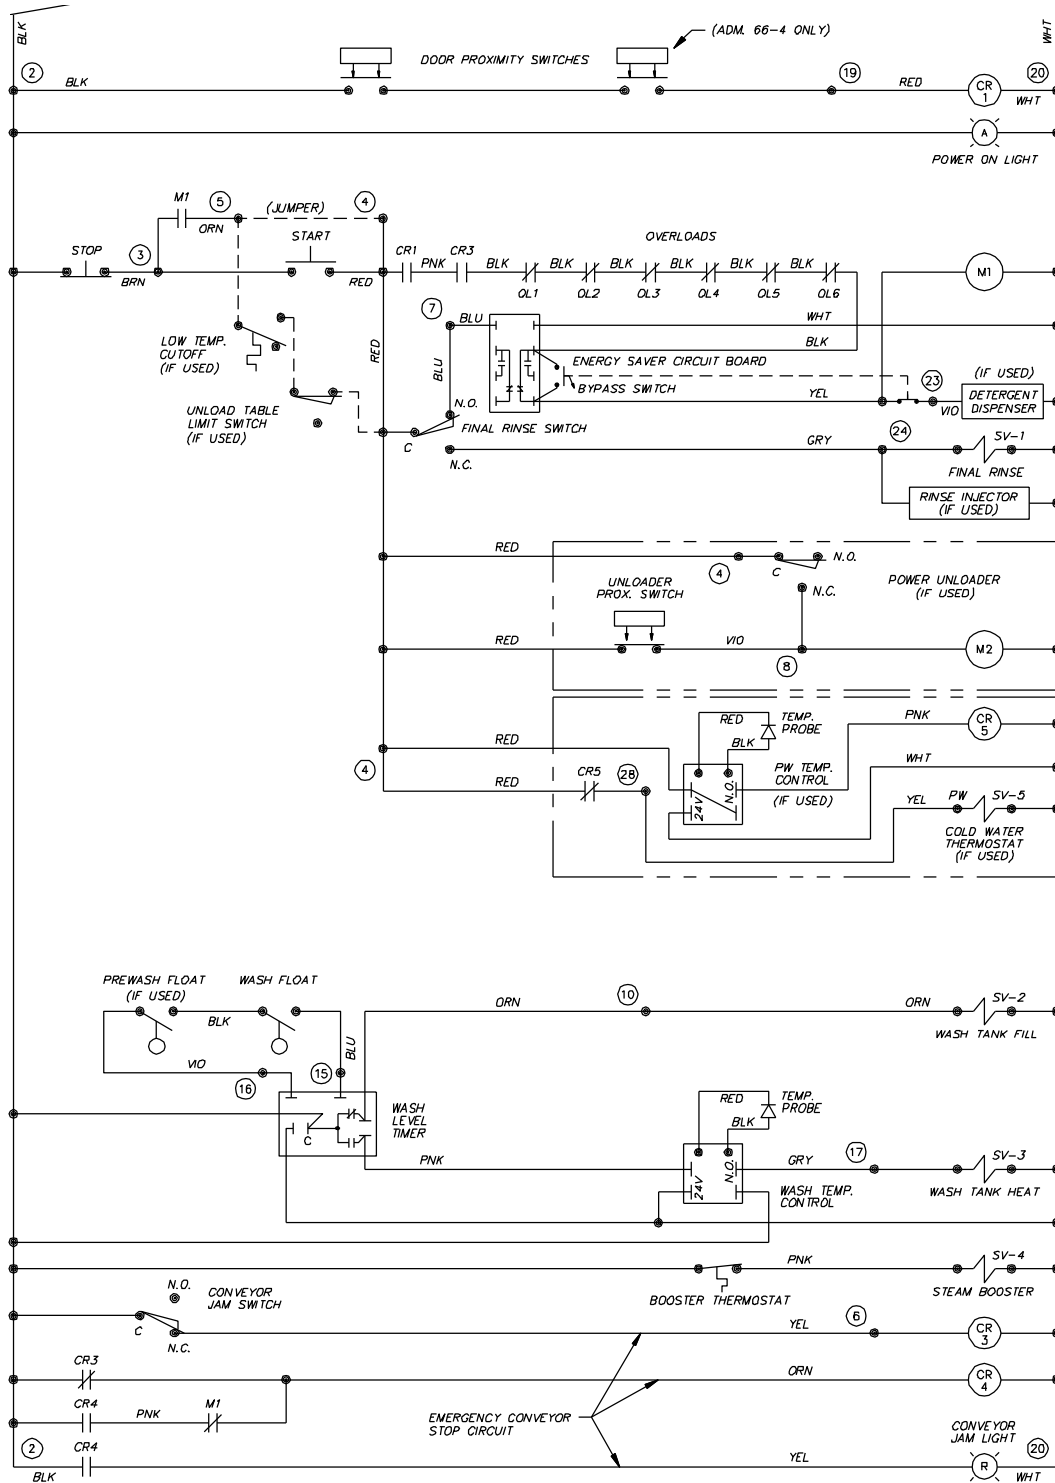 BLK
WHT
(ADM. 66-4 ONLY)
DOOR PROXIMITY SWITCHES
2
BLK
19
RED
CR
1
20
WHT
A
POWER ON LIGHT
M1
5
ORN
(JUMPER)
4
STOP
3
BRN
START
RED
CR1
PNK
CR3
OVERLOADS
BLK
BLK
BLK
BLK
BLK
BLK
OL1
OL2
OL3
OL4
OL5
OL6
M1
7
BLU
WHT
BLK
LOW TEMP.
CUTOFF
(IF USED)
RED
BLU
ENERGY SAVER CIRCUIT BOARD
BYPASS SWITCH
YEL
23
VIO
(IF USED)
DETERGENT
DISPENSER
UNLOAD TABLE
LIMIT SWITCH
(IF USED)
N.O.
FINAL RINSE SWITCH
C
N.C.
GRY
24
SV-1
FINAL RINSE
RINSE INJECTOR
(IF USED)
RED
4
C
N.O.
N.C.
POWER UNLOADER
(IF USED)
UNLOADER
PROX. SWITCH
RED
VIO
8
M2
RED
BLK
TEMP.
PROBE
PNK
CR
5
RED
4
PW TEMP.
CONTROL
(IF USED)
24V
N.O.
WHT
RED
CR5
28
YEL
PW
SV-5
COLD WATER
THERMOSTAT
(IF USED)
PREWASH FLOAT
(IF USED)
WASH FLOAT
BLK
VIO
16
15
BLU
ORN
10
ORN
SV-2
WASH TANK FILL
C
WASH
LEVEL
TIMER
RED
BLK
TEMP.
PROBE
PNK
24V
N.O.
GRY
17
SV-3
WASH TANK HEAT
WASH TEMP.
CONTROL
PNK
SV-4
STEAM BOOSTER
BOOSTER THERMOSTAT
N.O.
CONVEYOR
JAM SWITCH
C
N.C.
YEL
6
CR
3
CR3
ORN
CR
4
CR4
PNK
M1
EMERGENCY CONVEYOR
STOP CIRCUIT
CONVEYOR
JAM LIGHT
2
BLK
CR4
YEL
R
20
WHT